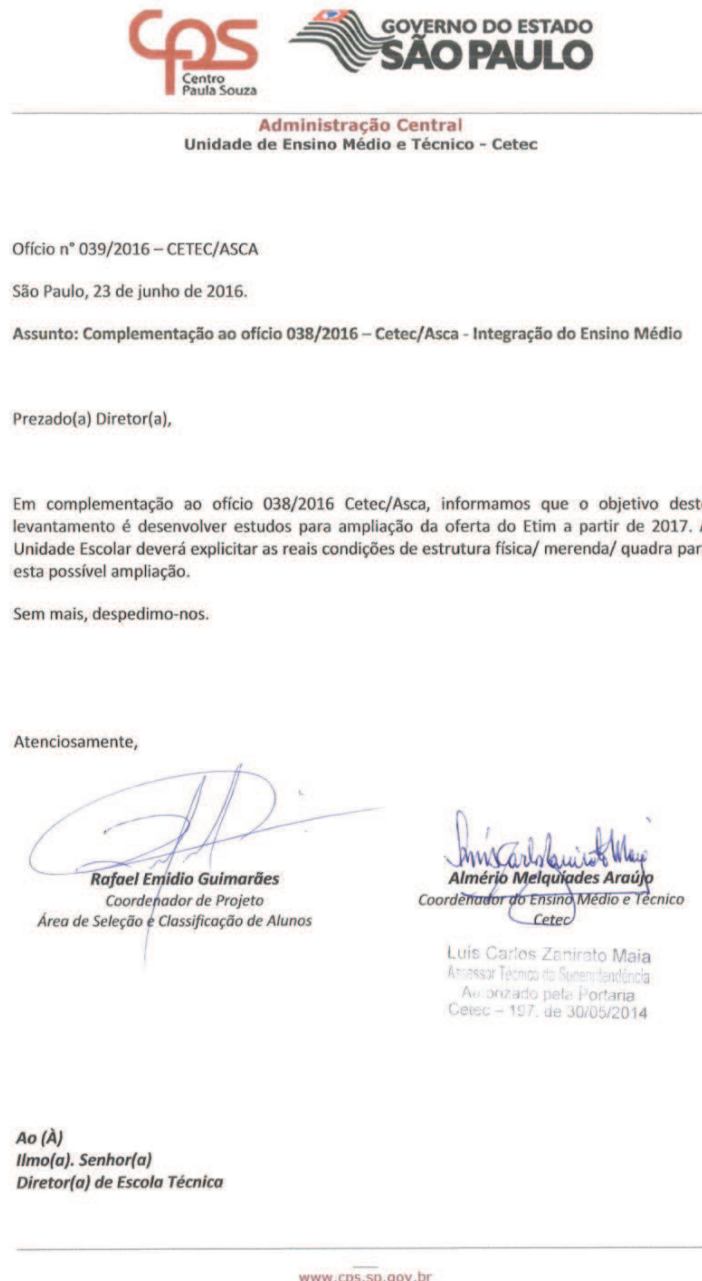 cps
Centro
Paula Souza
GOVERNO DO ESTADO
SÃO PAULO
Administração Central
Unidade de Ensino Médio e Técnico - Cetec
Ofício n° 039/2016 – CETEC/ASCA
São Paulo, 23 de junho de 2016.
Assunto: Complementação ao ofício 038/2016 – Cetec/Asca - Integração do Ensino Médio
Prezado(a) Diretor(a),
Em complementação ao ofício 038/2016 Cetec/Asca, informamos que o objetivo
levantamento é desenvolver estudos para ampliação da oferta do Etim a partir de 2017.
Unidade Escolar deverá explicitar as reais condições de estrutura física/ merenda/ quadra
esta possível ampliação.
Sem mais, despedimo-nos.
Atenciosamente,
Rafael Emidio Guimarães
Coordenador de Projeto
Área de Seleção e Classificação de Alunos
Luís Carlos Zanirato Maia
Almério Melquíades Araújo
Coordenador do Ensino Médio e Técnico
Cetec
Luis Carlos Zanirato Maia
Assessor Técnico da Superintendência
Autorizado pela Portaria
Cetec – 197, de 30/05/2014
Ao (À)
Ilmo(a). Senhor(a)
Diretor(a) de Escola Técnica
www.cps.sp.gov.br